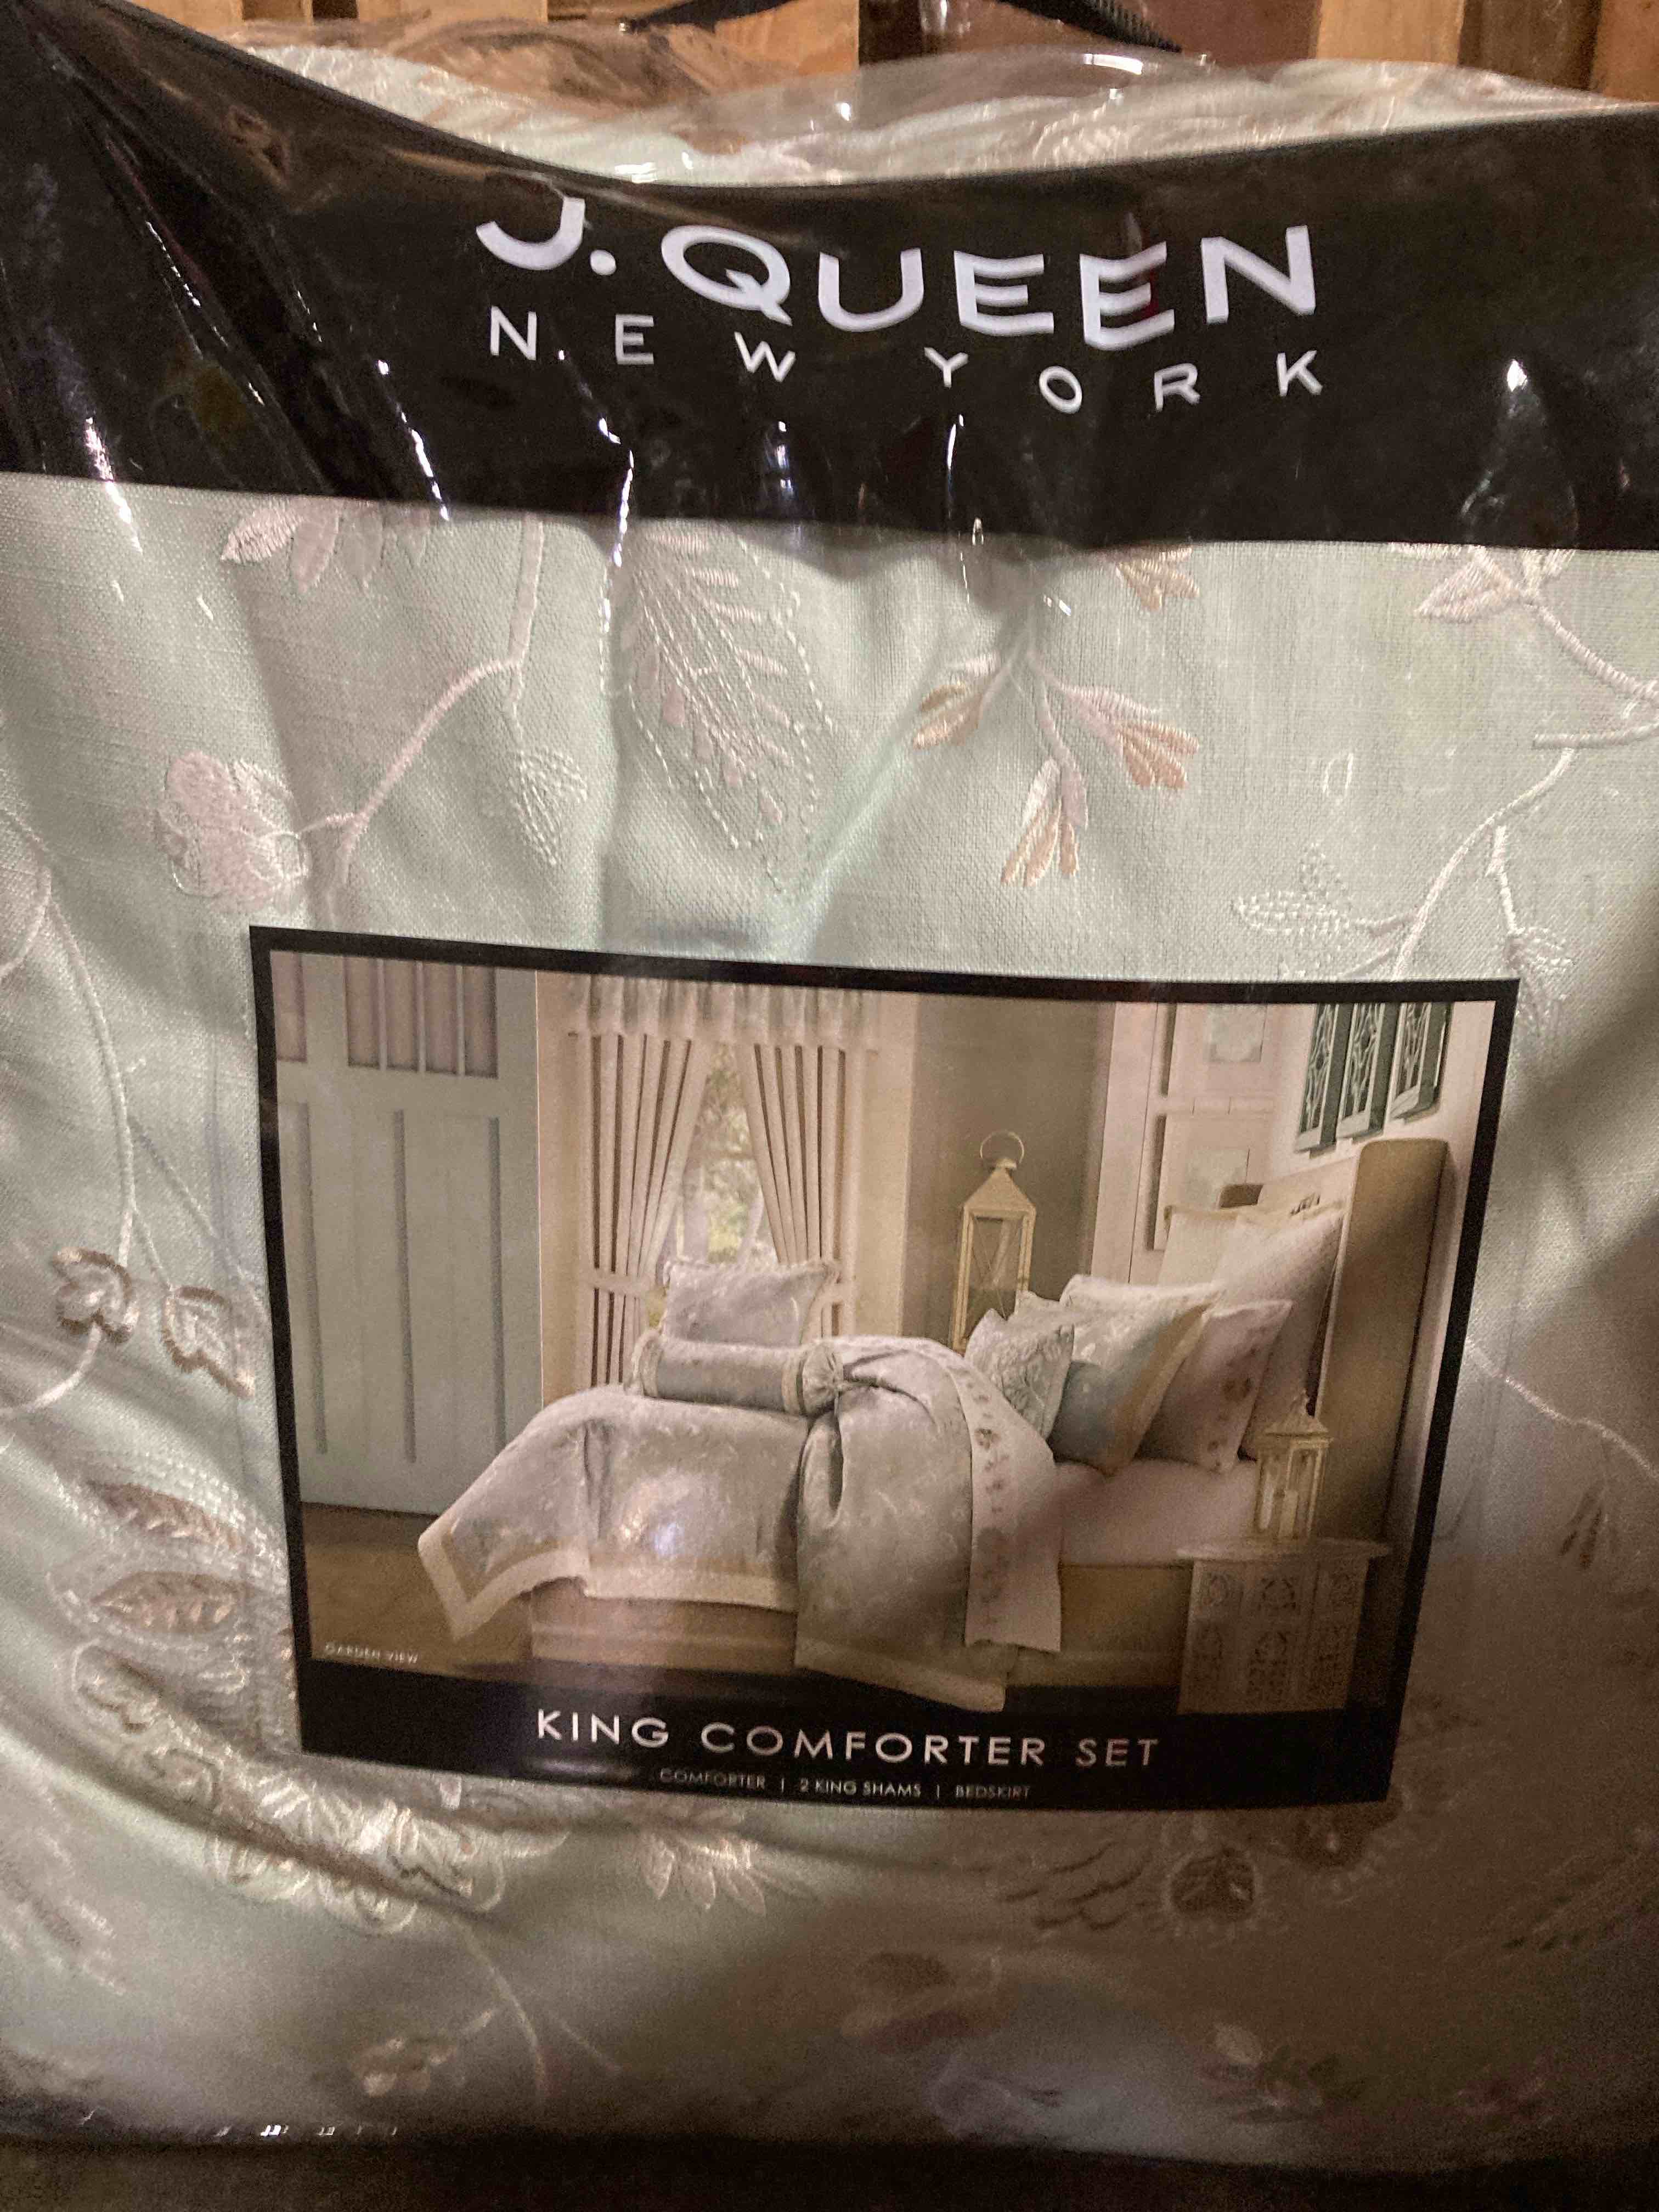 J. QUEEN
NEW YORK
GARDEN VIEW
KING COMFORTER SET
COMFORTER | 2 KING SHAMS | BEDSKIRT